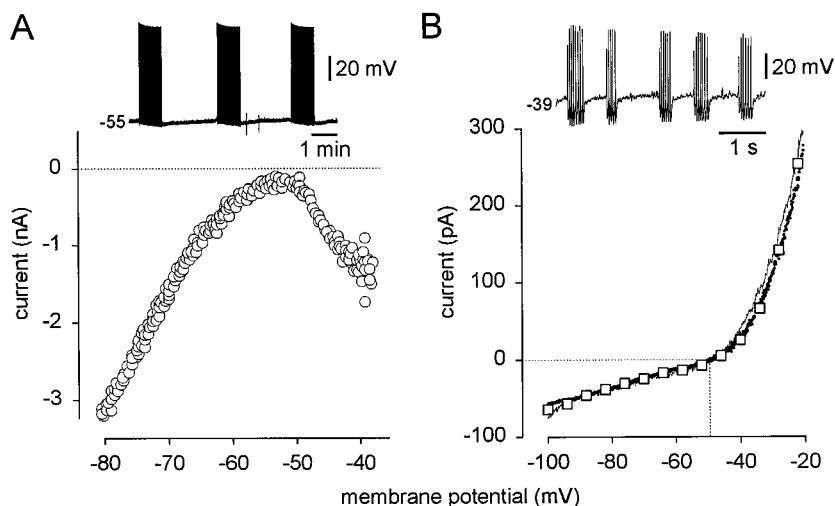 A
20 mV
-55
1 min
0
-1
-2
-3
current (nA)
-80 -70 -60 -50 -40
B
20 mV
-39
1 s
300
200
100
0
-100
current (pA)
-100 -80 -60 -40 -20
membrane potential (mV)